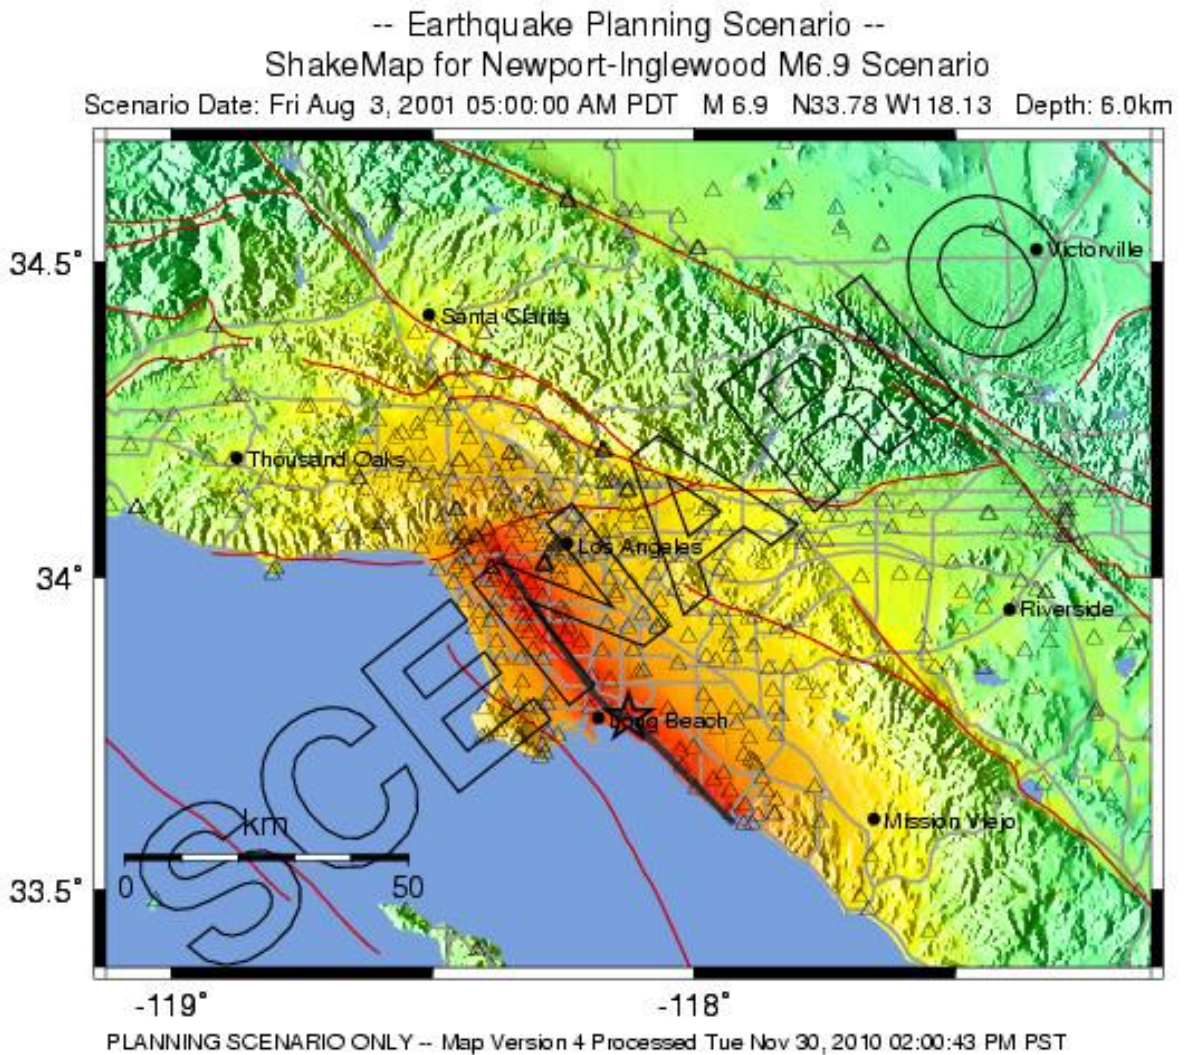 -- Earthquake Planning Scenario --
ShakeMap for Newport-Inglewood M6.9 Scenario
Scenario Date: Fri Aug 3, 2001 05:00:00 AM PDT M 6.9 N33.78 W118.13 Depth: 6.0km
34.5°
Victorville
Santa Clarita
Thousand Oaks
34°
Los Angeles
Riverside
Long Beach
SCENARIO
km
Mission Viejo
0 50
33.5°
-119° -118°
PLANNING SCENARIO ONLY -- Map Version 4 Processed Tue Nov 30, 2010 02:00:43 PM PST